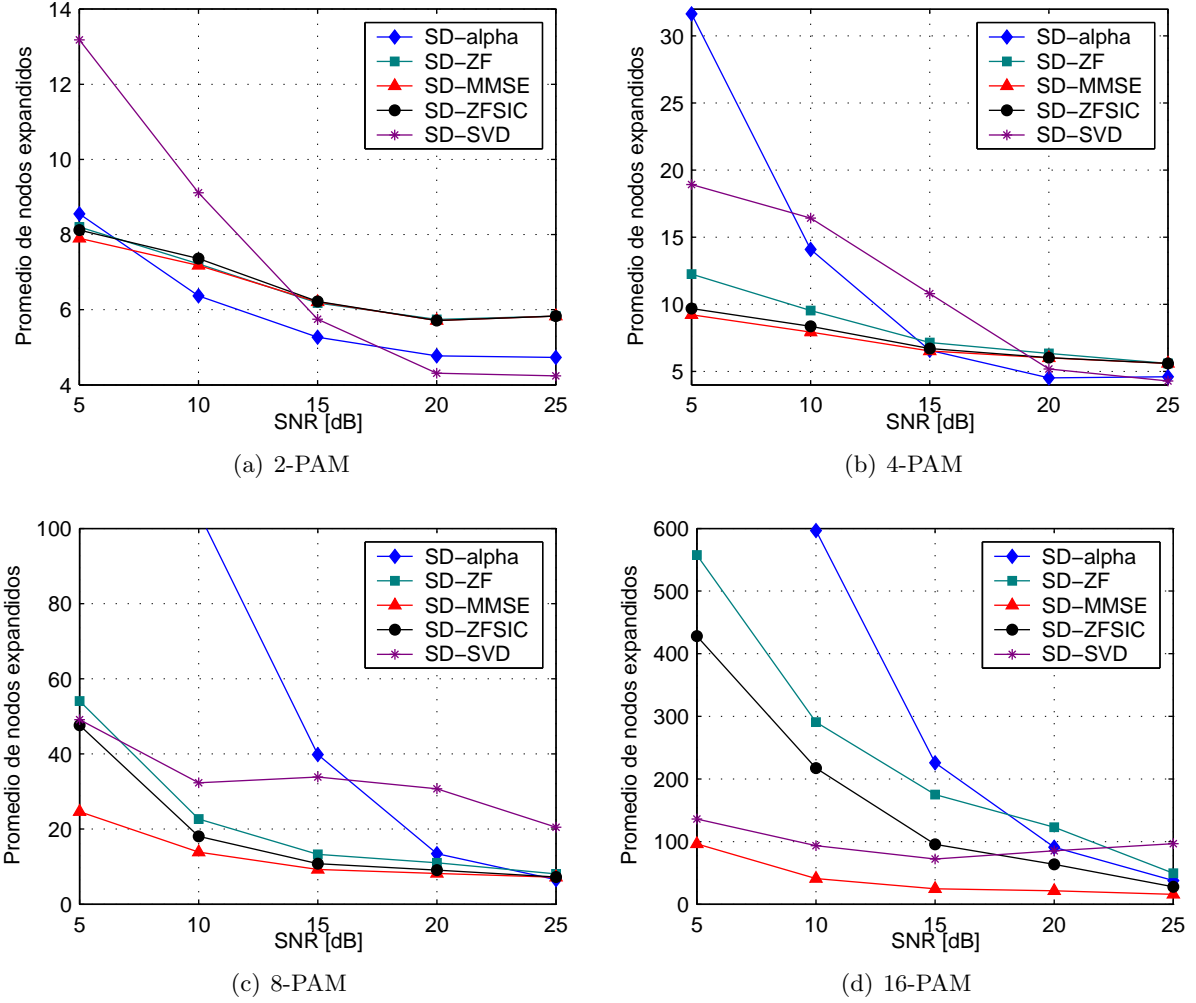 14
12
10
8
6
4
Promedio de nodos expandidos
SD−alpha
SD−ZF
SD−MMSE
SD−ZFSIC
SD−SVD
5
10
15
20
25
SNR [dB]
(a) 2-PAM
30
25
20
15
10
5
Promedio de nodos expandidos
SD−alpha
SD−ZF
SD−MMSE
SD−ZFSIC
SD−SVD
5
10
15
20
25
SNR [dB]
(b) 4-PAM
100
80
60
40
20
0
Promedio de nodos expandidos
SD−alpha
SD−ZF
SD−MMSE
SD−ZFSIC
SD−SVD
5
10
15
20
25
SNR [dB]
(c) 8-PAM
600
500
400
300
200
100
0
Promedio de nodos expandidos
SD−alpha
SD−ZF
SD−MMSE
SD−ZFSIC
SD−SVD
5
10
15
20
25
SNR [dB]
(d) 16-PAM